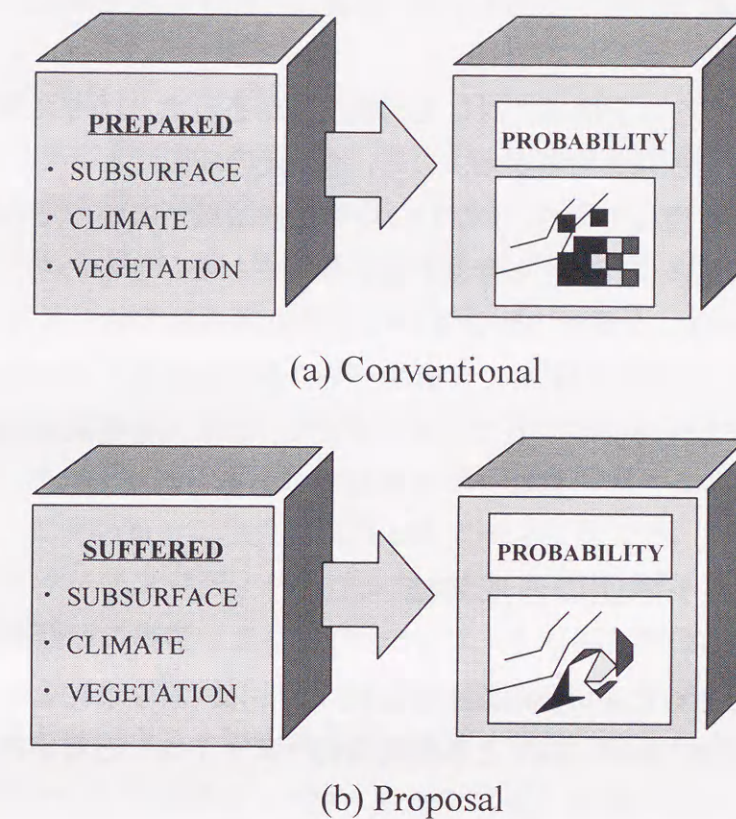 PREPARED
· SUBSURFACE
· CLIMATE
· VEGETATION
PROBABILITY
(a) Conventional
SUFFERED
· SUBSURFACE
· CLIMATE
· VEGETATION
PROBABILITY
(b) Proposal